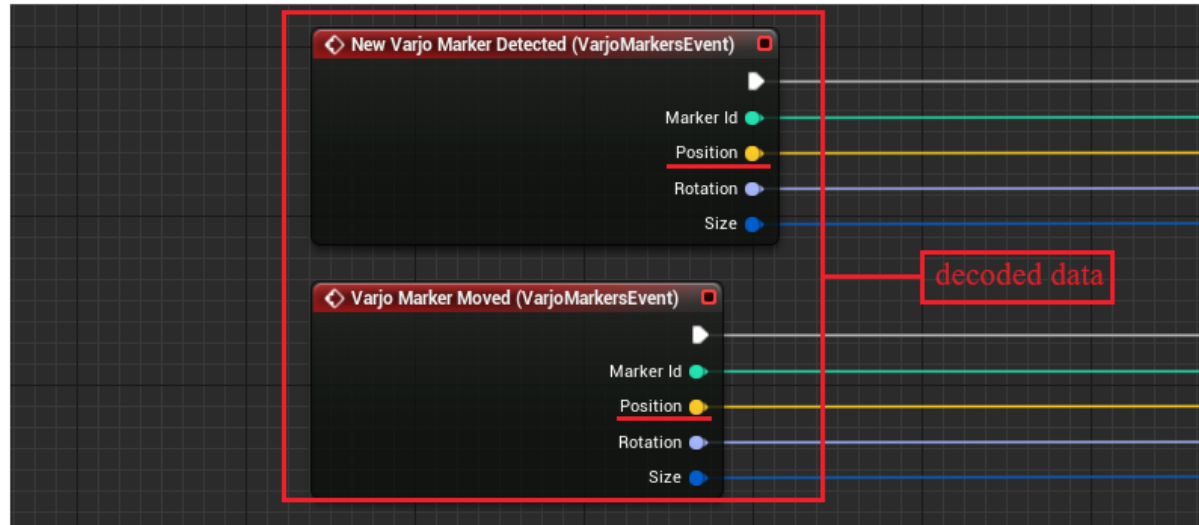 New Varjo Marker Detected (VarjoMarkersEvent)
Marker Id
Position
Rotation
Size
decoded data
Varjo Marker Moved (VarjoMarkersEvent)
Marker Id
Position
Rotation
Size